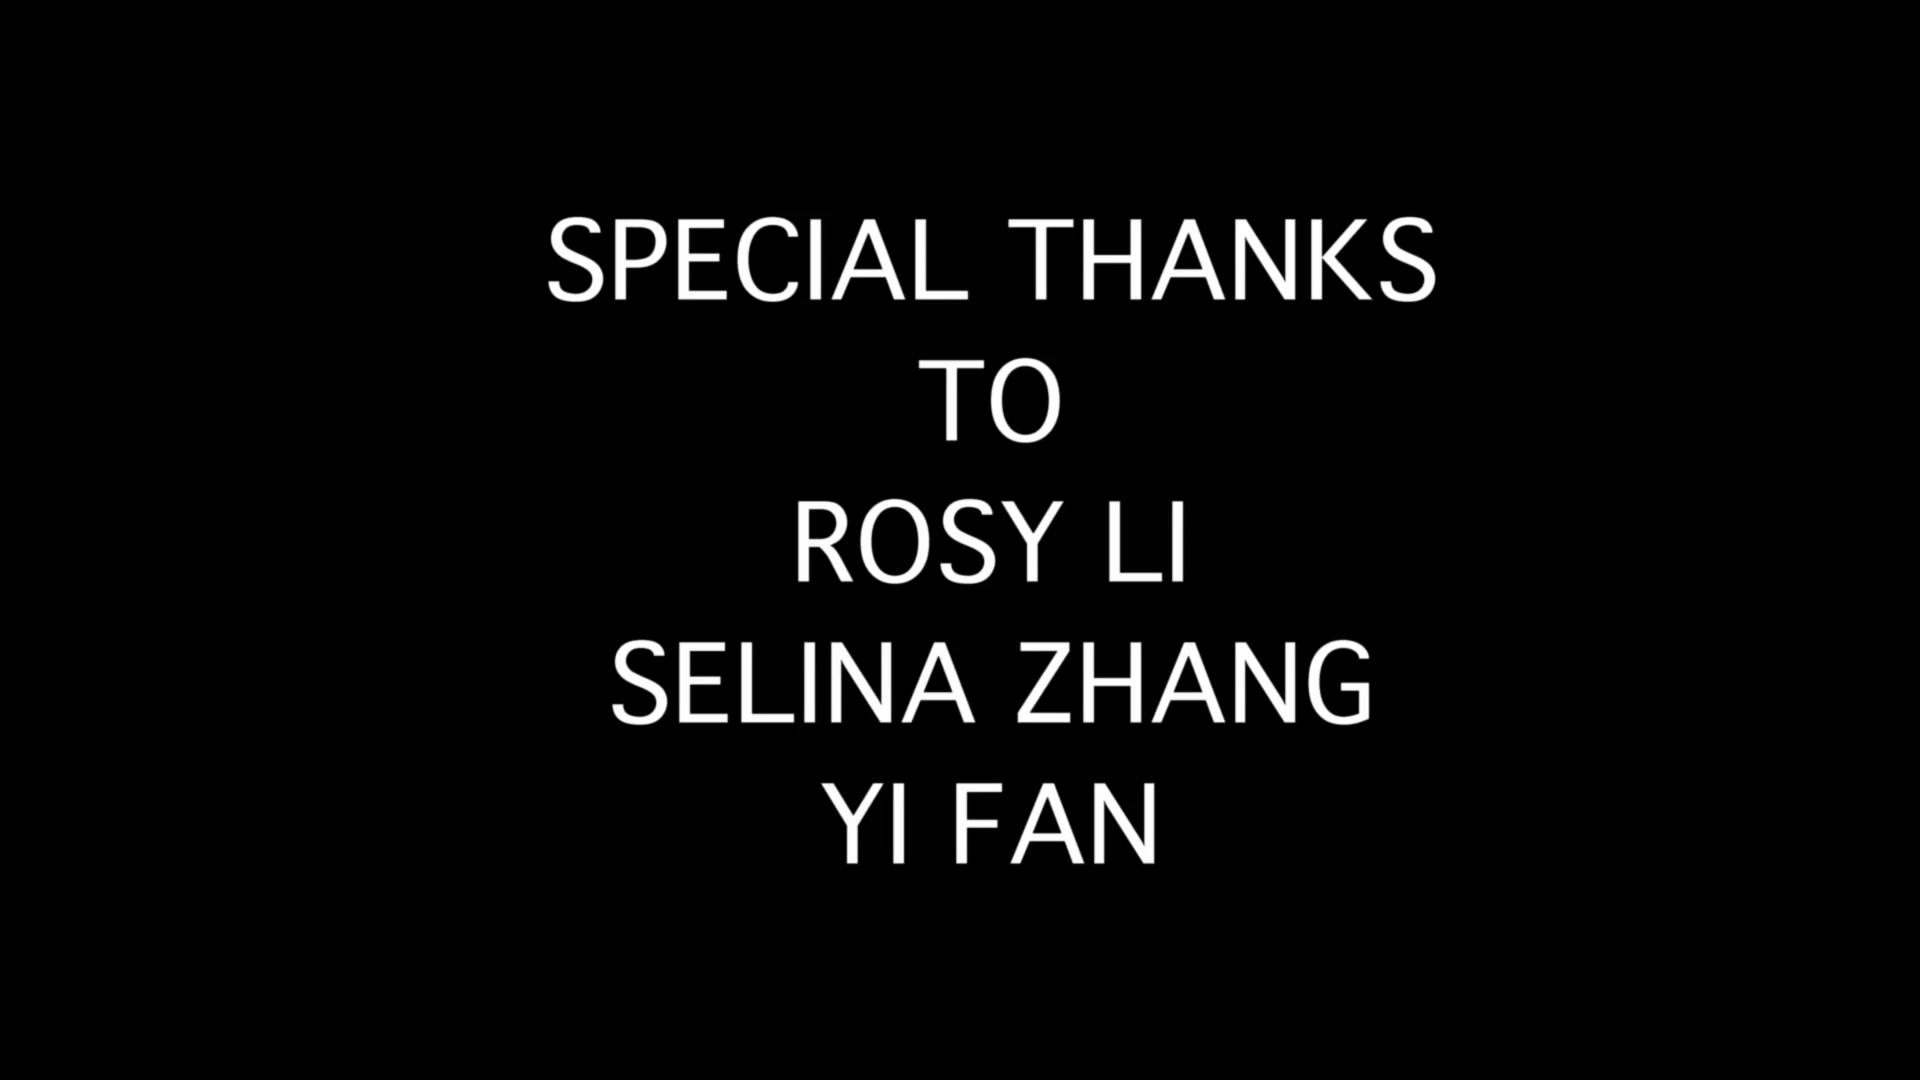 SPECIAL THANKS
TO
ROSY LI
SELINA ZHANG
YI FAN